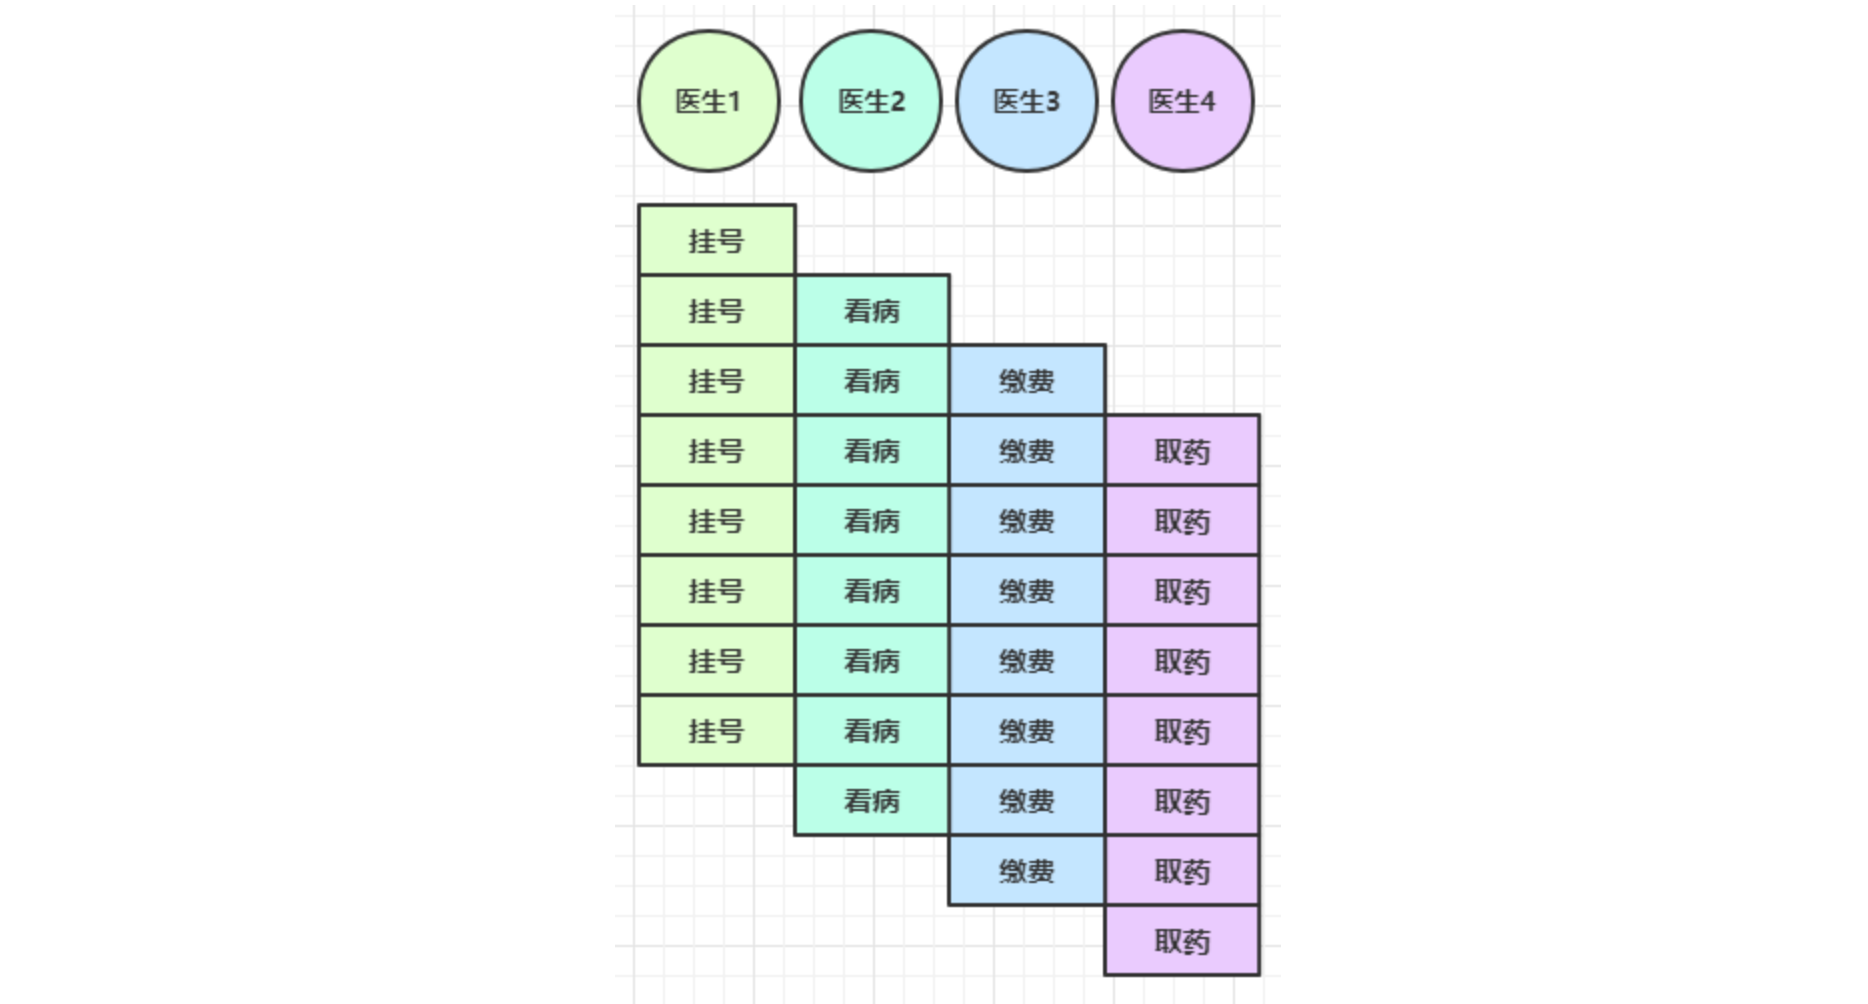 医生1 医生2 医生3 医生4
挂号
挂号 看病
挂号 看病 缴费
挂号 看病 缴费 取药
挂号 看病 缴费 取药
挂号 看病 缴费 取药
挂号 看病 缴费 取药
挂号 看病 缴费 取药
看病 缴费 取药
缴费 取药
取药